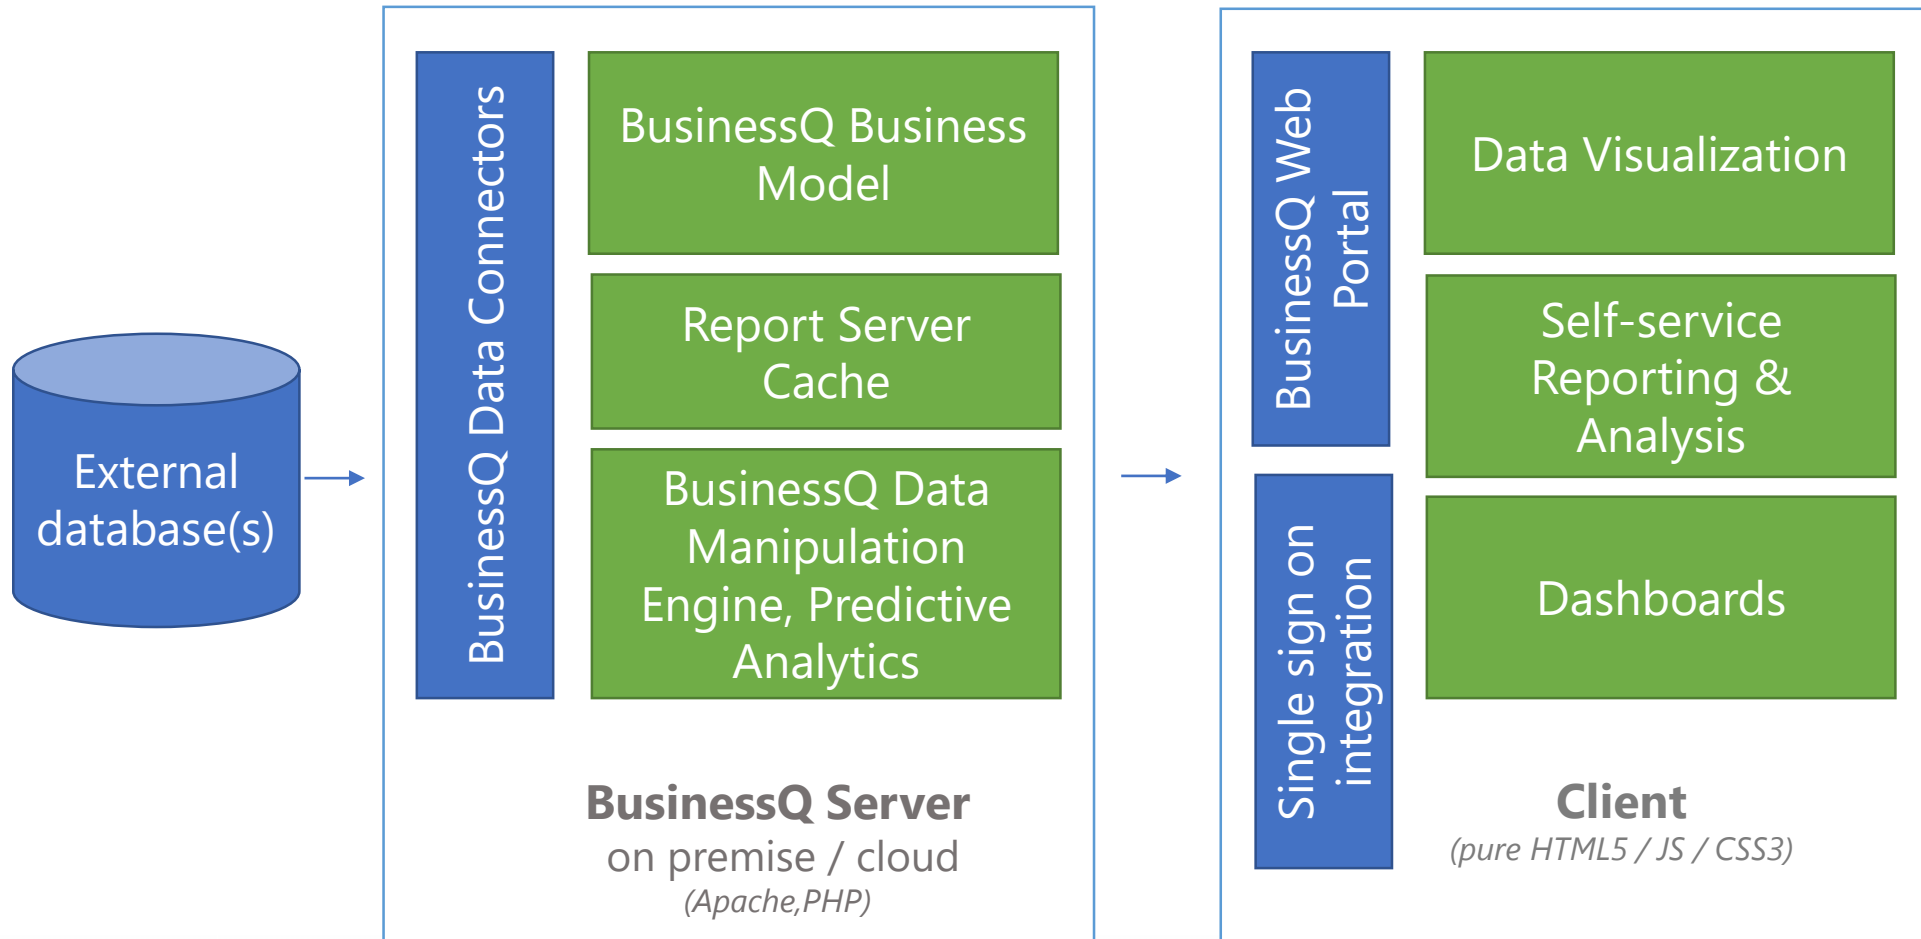 External
database(s)
BusinessQ Data Connectors
BusinessQ Business
Model
Report Server
Cache
BusinessQ Data
Manipulation
Engine, Predictive
Analytics
BusinessQ Server
on premise / cloud
(Apache,PHP)
BusinessQ Web
Portal
Single sign on
integration
Data Visualization
Self-service
Reporting &
Analysis
Dashboards
Client
(pure HTML5 / JS / CSS3)